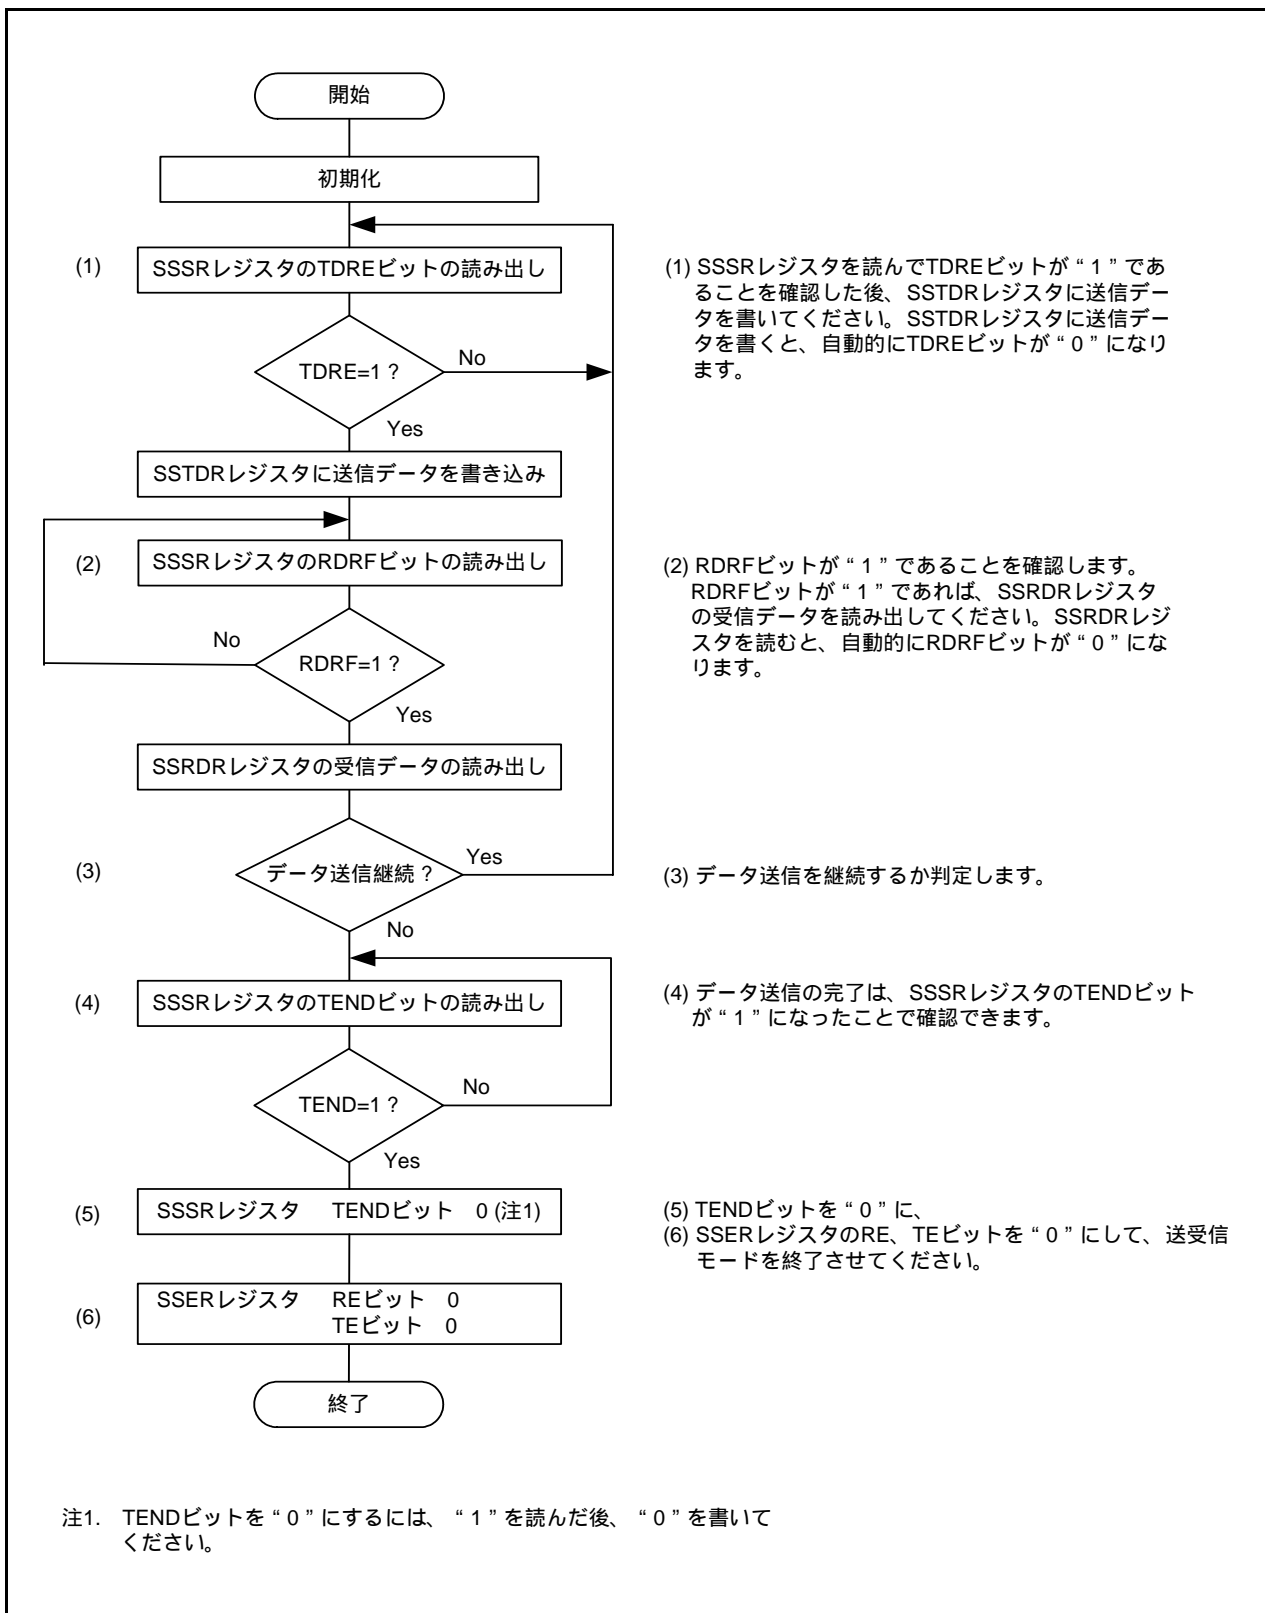 開始
初期化
(1)
SSSRレジスタのTDREビットの読み出し
(1) SSSRレジスタを読んでTDREビットが“ 1 ”であ
ることを確認した後、SSTDRレジスタに送信デー
タを書いてください。SSTDRレジスタに送信デー
タを書くと、自動的にTDREビットが“ 0 ”になり
ます。
TDRE=1 ?
No
Yes
SSTDRレジスタに送信データを書き込み
(2)
SSSRレジスタのRDRFビットの読み出し
(2) RDRFビットが“ 1 ”であることを確認します。
RDRFビットが“ 1 ”であれば、SSRDRレジスタ
の受信データを読み出してください。SSRDRレジ
スタを読むと、自動的にRDRFビットが“ 0 ”にな
ります。
No
RDRF=1 ?
Yes
SSRDRレジスタの受信データの読み出し
(3)
データ送信継続 ?
Yes
(3) データ送信を継続するか判定します。
No
(4)
SSSRレジスタのTENDビットの読み出し
(4) データ送信の完了は、SSSRレジスタのTENDビット
が“ 1 ”になったことで確認できます。
TEND=1 ?
No
Yes
(5)
SSSRレジスタ TENDビット 0 (注1)
(5) TENDビットを“ 0 ”に、
(6) SSERレジスタのRE、TEビットを“ 0 ”にして、送受信
モードを終了させてください。
(6)
SSERレジスタ REビット 0
TEビット 0
終了
注1. TENDビットを“ 0 ”にするには、“ 1 ”を読んだ後、“ 0 ”を書いて
ください。